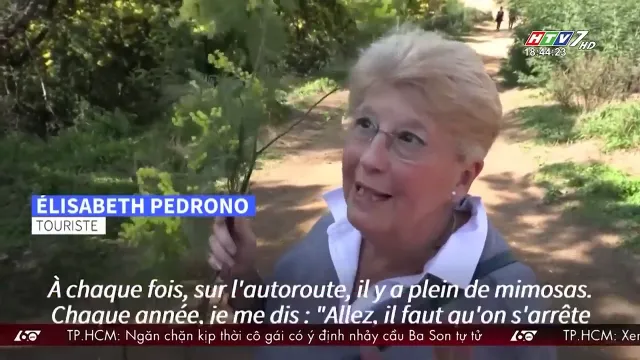 HTV7 HD
18:44:23
ÉLISABETH PEDRONO
TOURISTE
À chaque fois, sur l'autoroute, il y a plein de mimosas.
Chaque année, je me dis : "Allez, il faut qu'on s'arrête
60 TP.HCM: Ngăn chặn kịp thời cô gái có ý định nhảy cầu Ba Son tự tử 60 TP.HCM: Xe